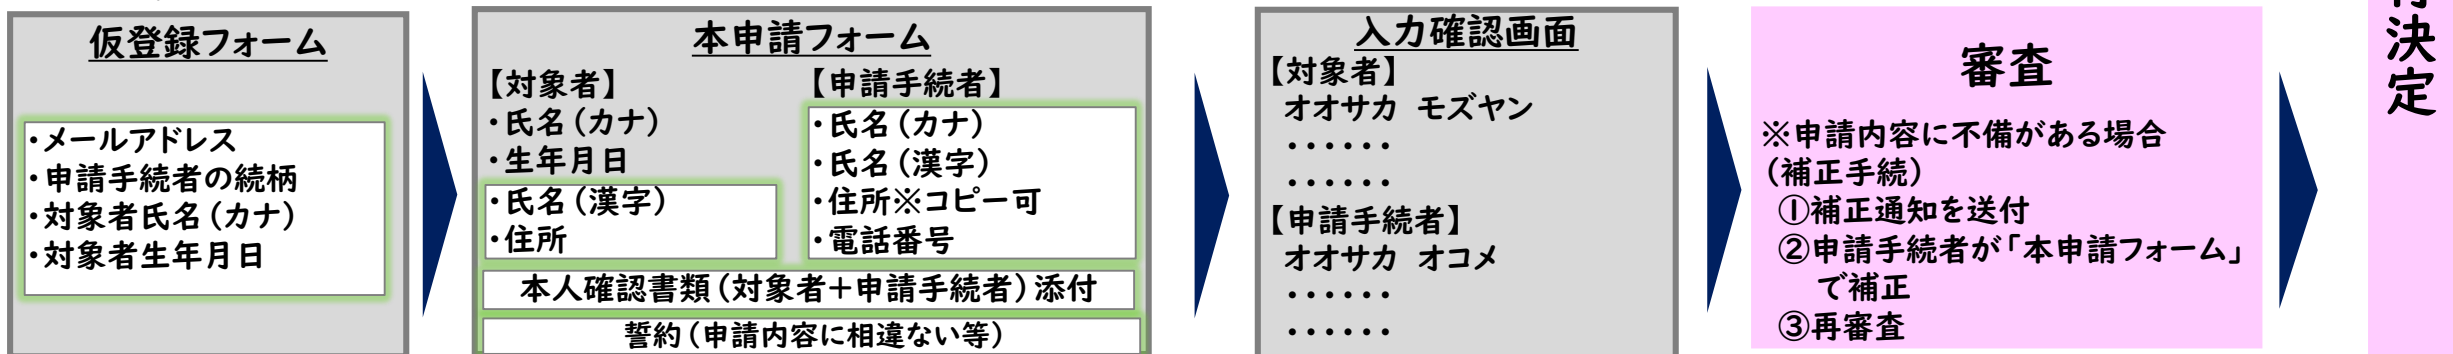 仮登録フォーム
・メールアドレス
・申請手続者の続柄
・対象者氏名(カナ)
・対象者生年月日
本申請フォーム
【対象者】
・氏名(カナ)
・生年月日
・氏名(漢字)
・住所
【申請手続者】
・氏名(カナ)
・氏名(漢字)
・住所※コピー可
・電話番号
本人確認書類(対象者+申請手続者)添付
誓約(申請内容に相違ない等)
入力確認画面
【対象者】
オオサカ モズヤン
・・・・・・
・・・・・・
【申請手続者】
オオサカ オコメ
・・・・・・
・・・・・・
審査
※申請内容に不備がある場合
(補正手続)
①補正通知を送付
②申請手続者が「本申請フォーム」
で補正
③再審査
決定